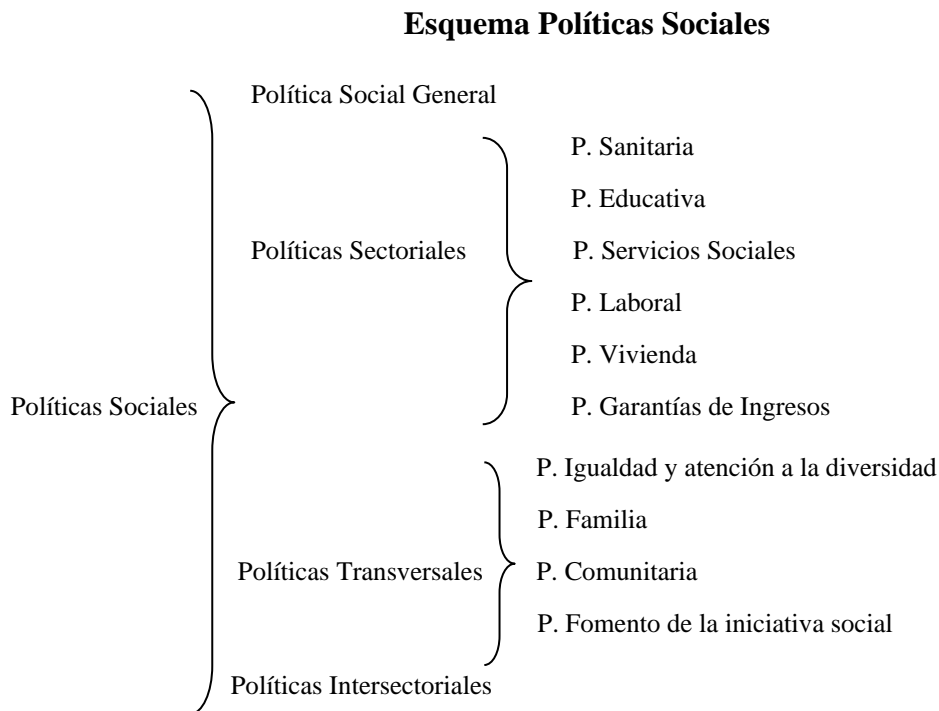 Esquema Políticas Sociales
Política Social General
P. Sanitaria
P. Educativa
Políticas Sectoriales
P. Servicios Sociales
P. Laboral
P. Vivienda
Políticas Sociales
P. Garantías de Ingresos
P. Igualdad y atención a la diversidad
P. Familia
Políticas Transversales
P. Comunitaria
P. Fomento de la iniciativa social
Políticas Intersectoriales